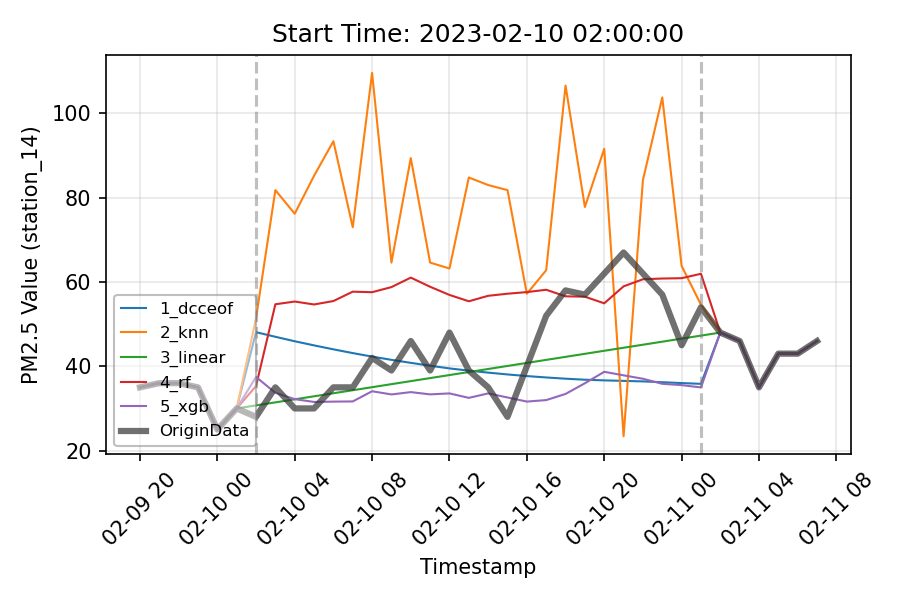 Start Time: 2023-02-10 02:00:00
PM2.5 Value (station_14)
100
80
60
40
20
1_dcceof
2_knn
3_linear
4_rf
5_xgb
OriginData
02-09 20
02-10 00
02-10 04
02-10 08
02-10 12
02-10 16
02-10 20
02-11 00
02-11 04
02-11 08
Timestamp